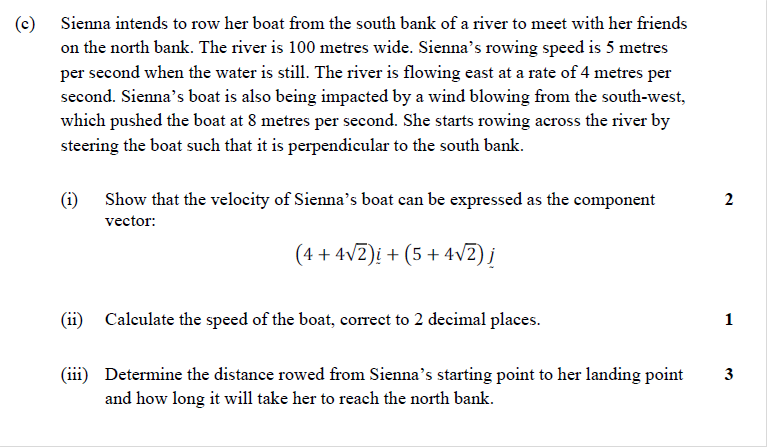 (c) Sienna intends to row her boat from the south bank of a river to meet with her friends
on the north bank. The river is 100 metres wide. Sienna's rowing speed is 5 metres
per second when the water is still. The river is flowing east at a rate of 4 metres per
second. Sienna's boat is also being impacted by a wind blowing from the south-west,
which pushed the boat at 8 metres per second. She starts rowing across the river by
steering the boat such that it is perpendicular to the south bank.
(i) Show that the velocity of Sienna's boat can be expressed as the component 2
vector:
(4 + 4√2)ḭ + (5 + 4√2) j̰
(ii) Calculate the speed of the boat, correct to 2 decimal places. 1
(iii) Determine the distance rowed from Sienna's starting point to her landing point 3
and how long it will take her to reach the north bank.